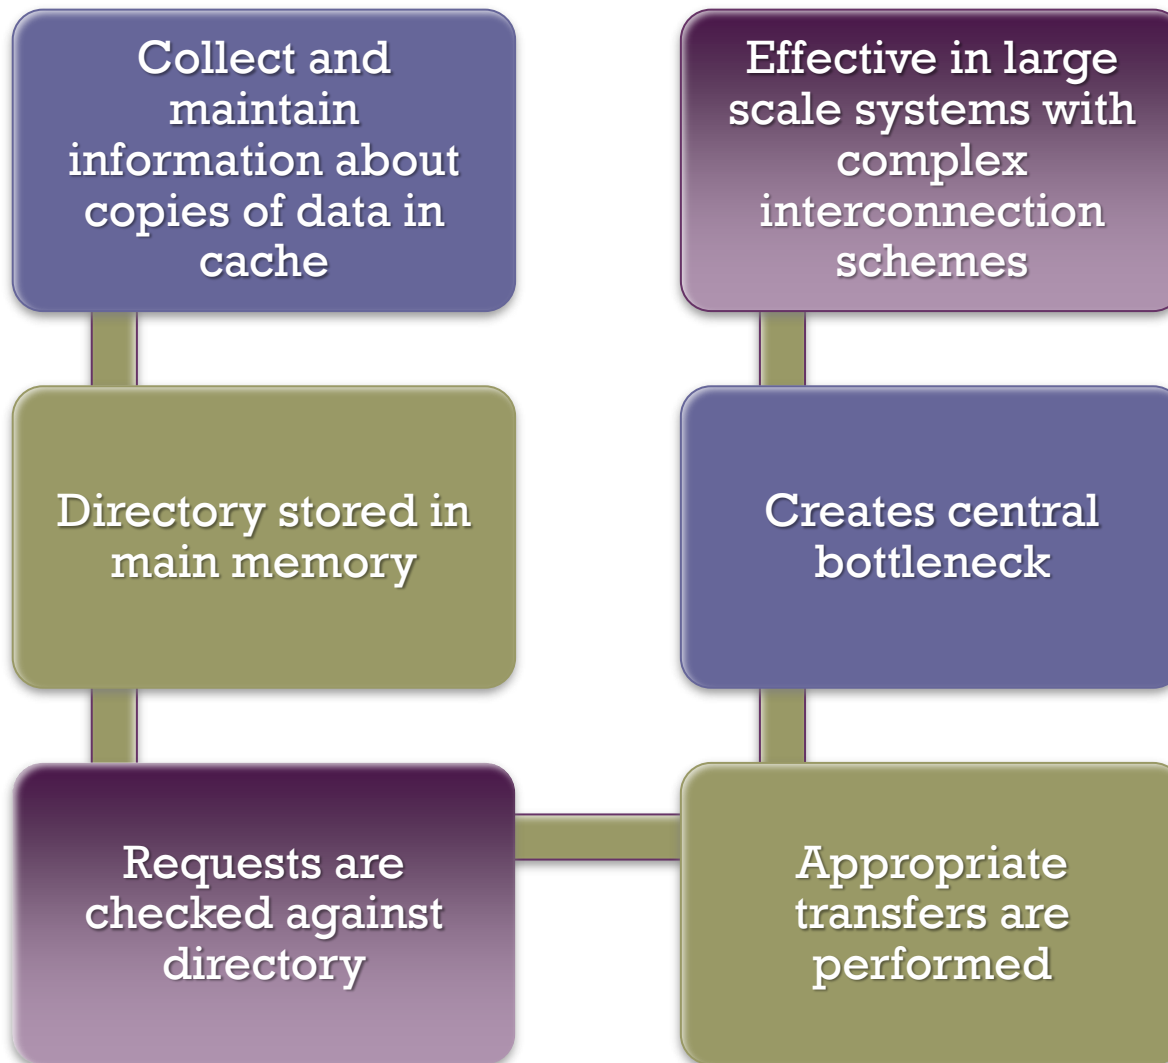 Collect and
maintain
information about
copies of data in
cache
Directory stored in
main memory
Requests are
checked against
directory
Appropriate
transfers are
performed
Creates central
bottleneck
Effective in large
scale systems with
complex
interconnection
schemes